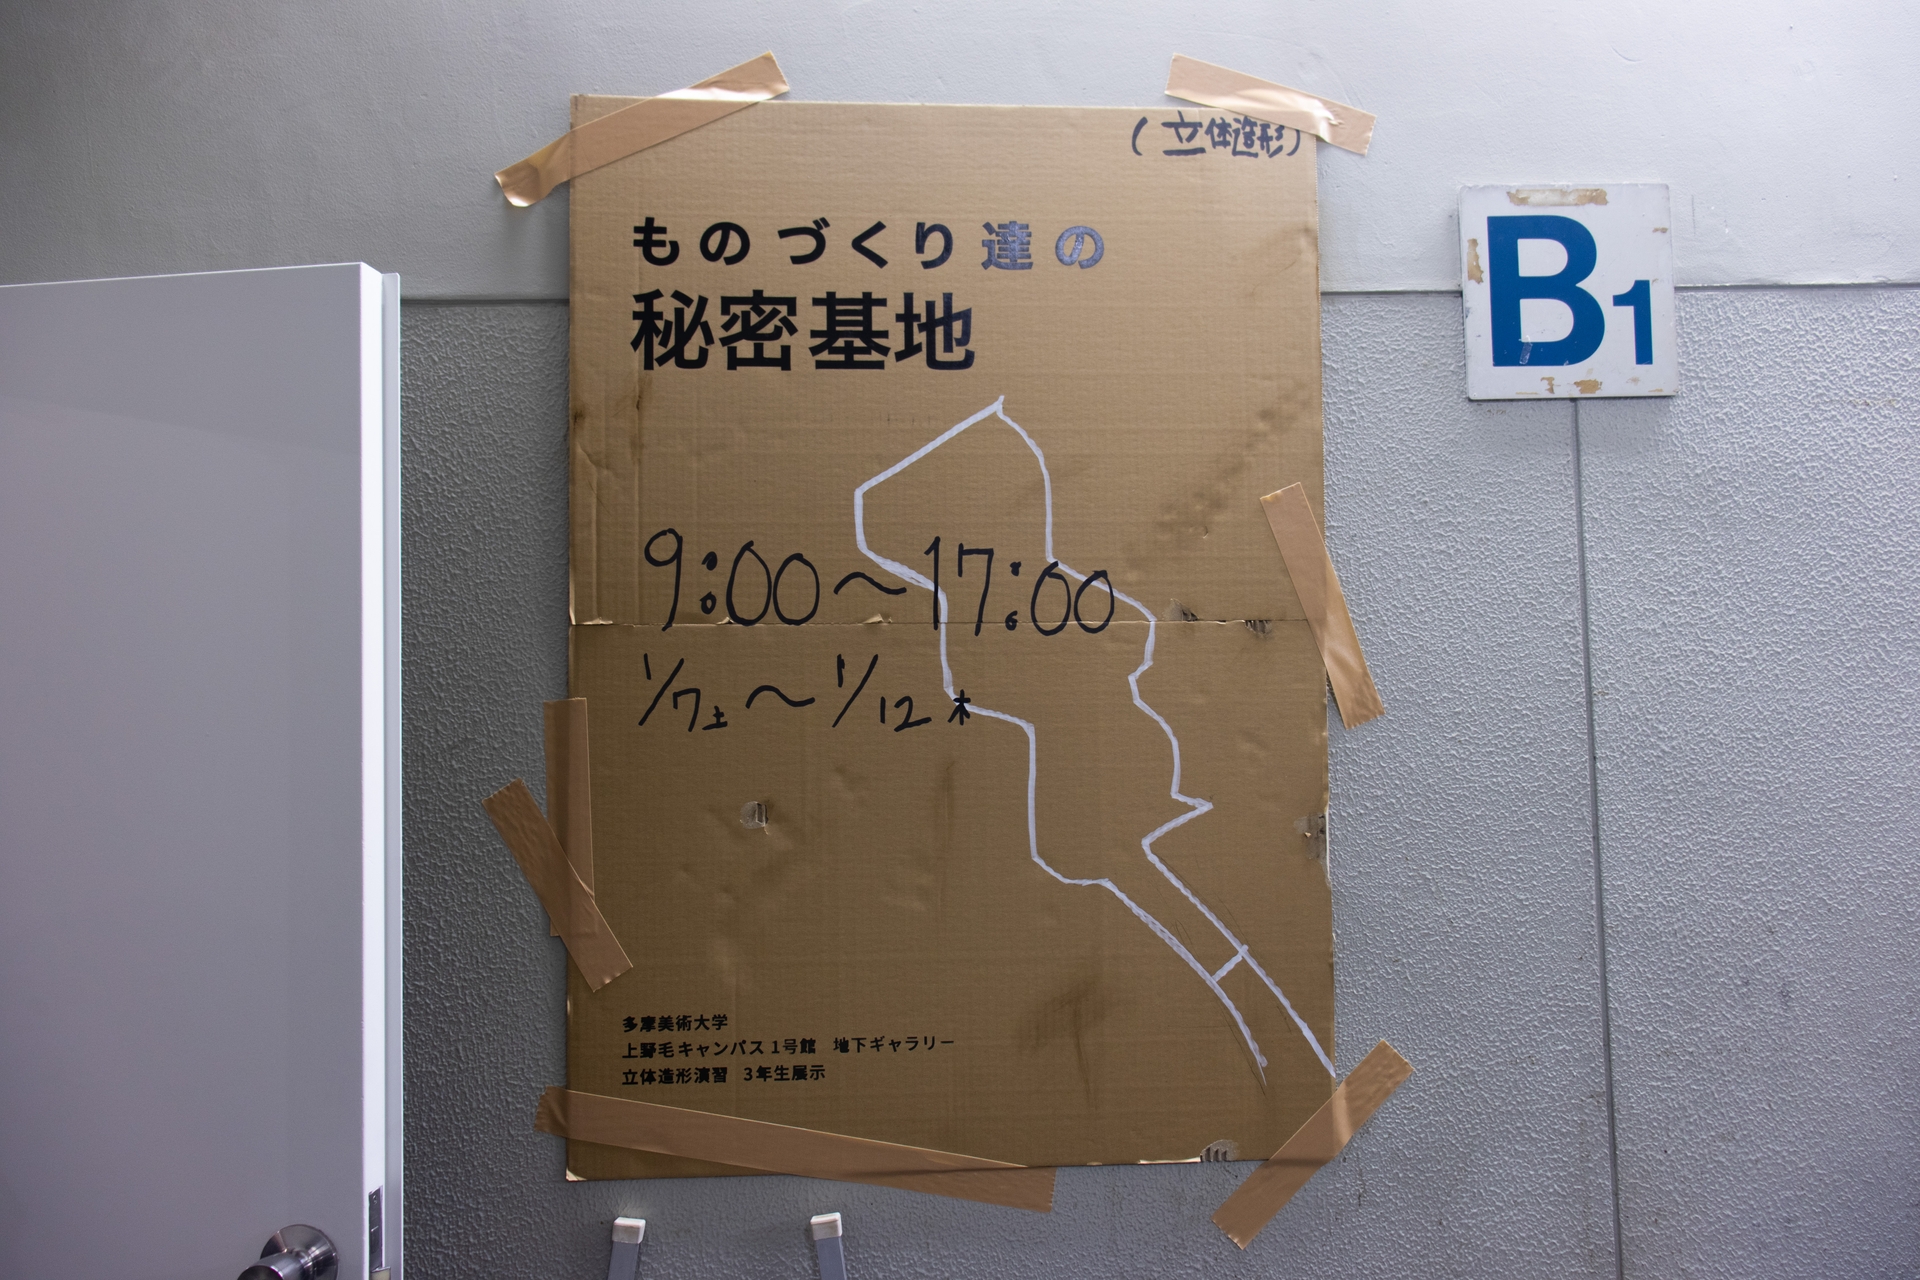 (立体造形)
ものづくり達の
秘密基地
B1
9:00〜17:00
1/7土〜1/12木
多摩美術大学
上野毛キャンパス1号館 地下ギャラリー
立体造形演習 3年生展示